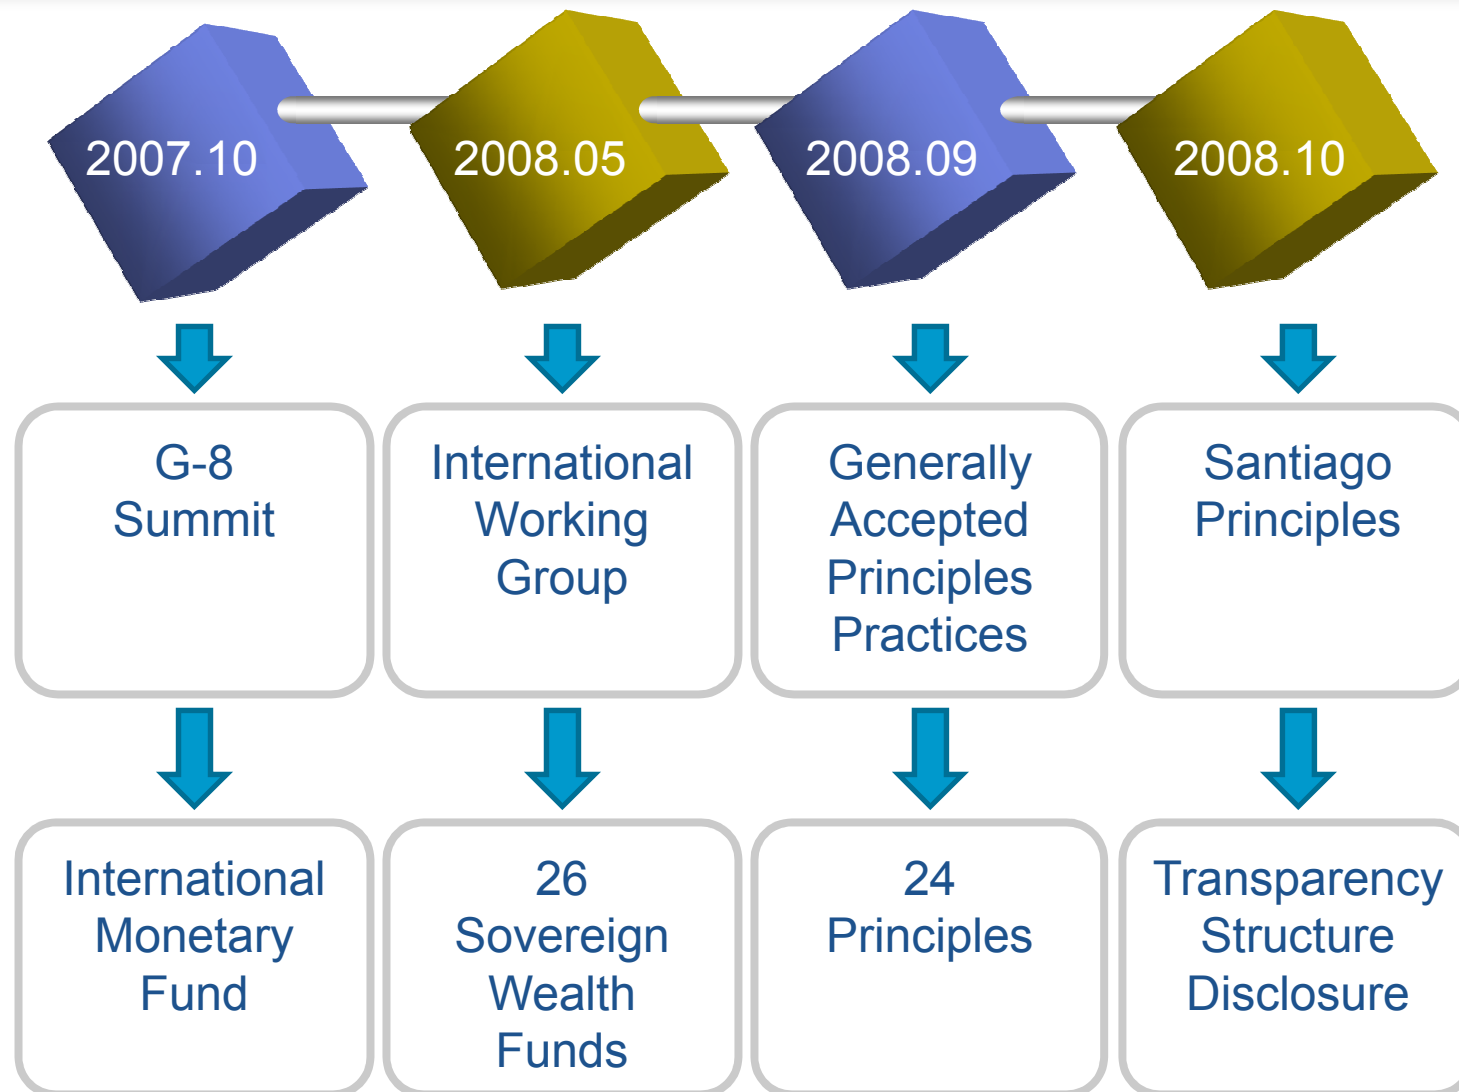 2007.10
2008.05
2008.09
2008.10
G-8
Summit
International
Working
Group
Generally
Accepted
Principles
Practices
Santiago
Principles
International
Monetary
Fund
26
Sovereign
Wealth
Funds
24
Principles
Transparency
Structure
Disclosure